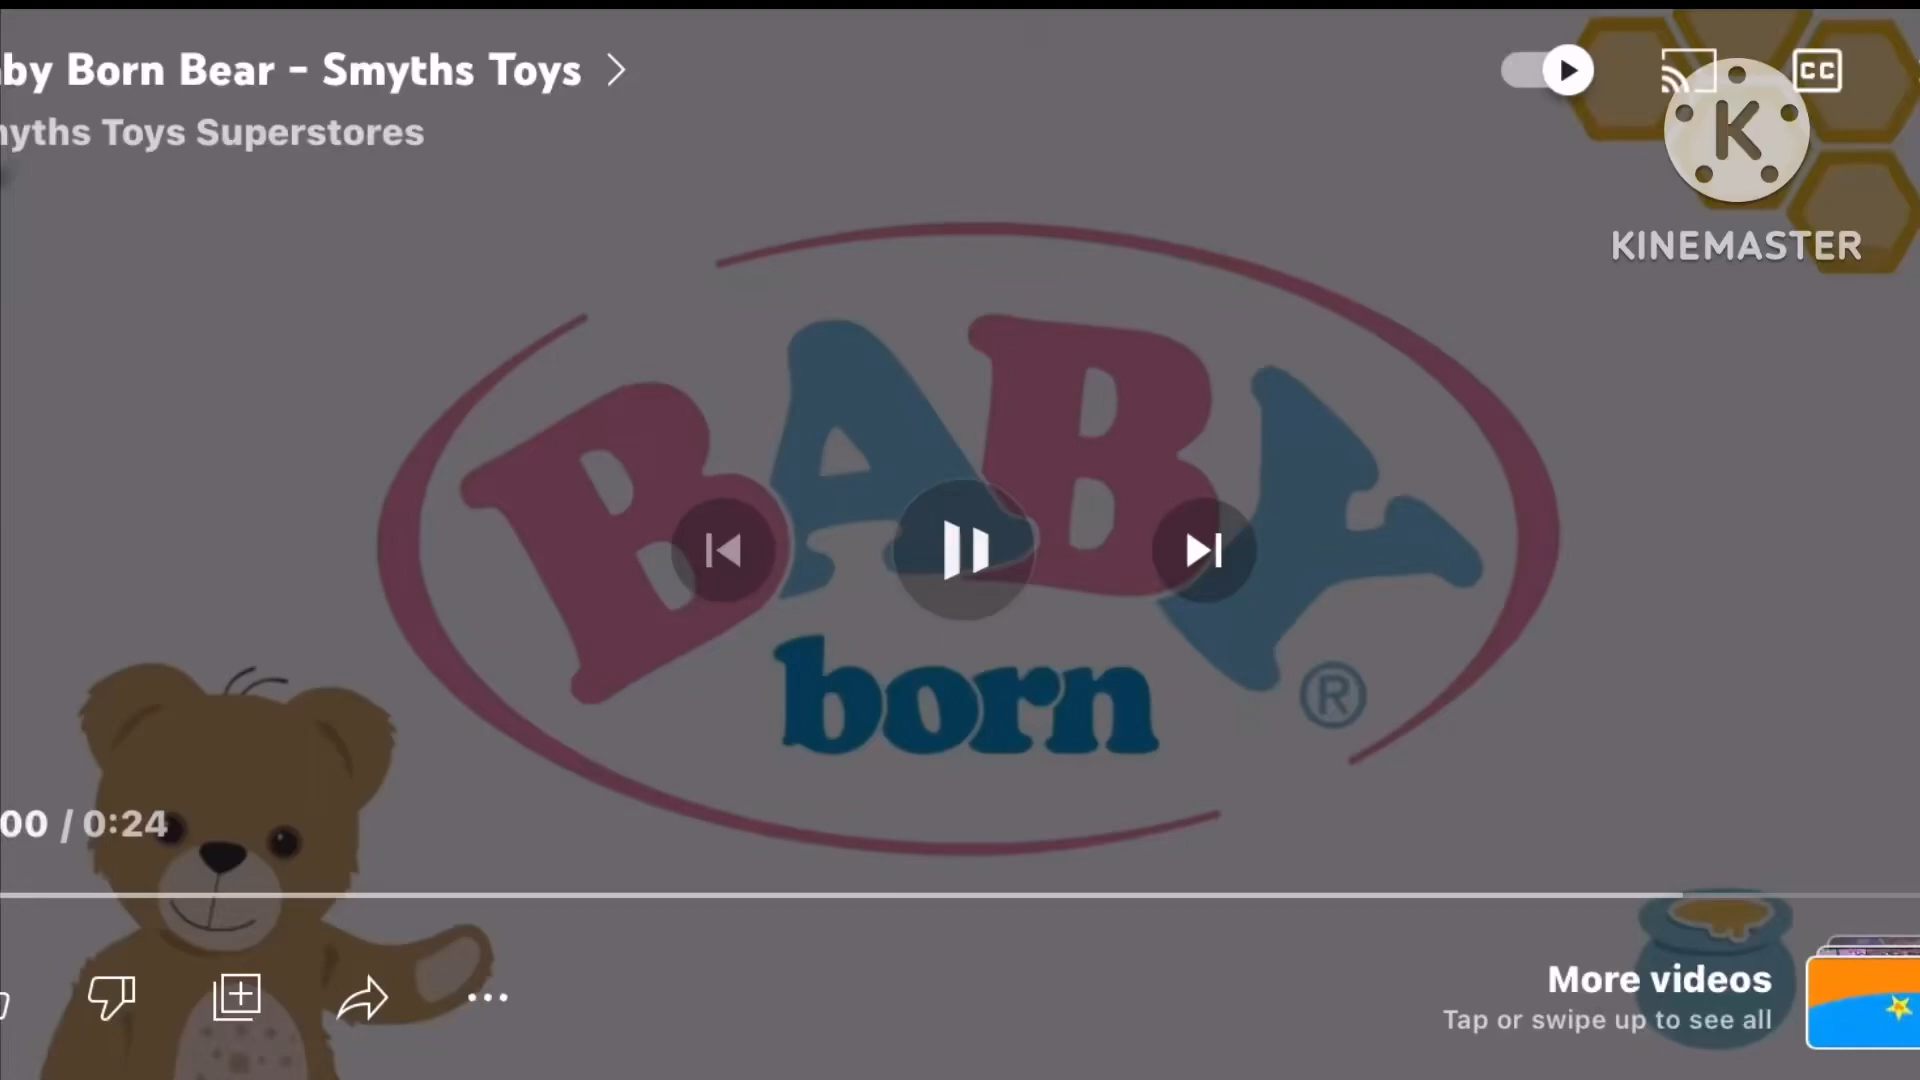 by Born Bear - Smyths Toys
yths Toys Superstores
CC
K
KINEMASTER
BABY
born
®
00 / 0:24
More videos
Tap or swipe up to see all